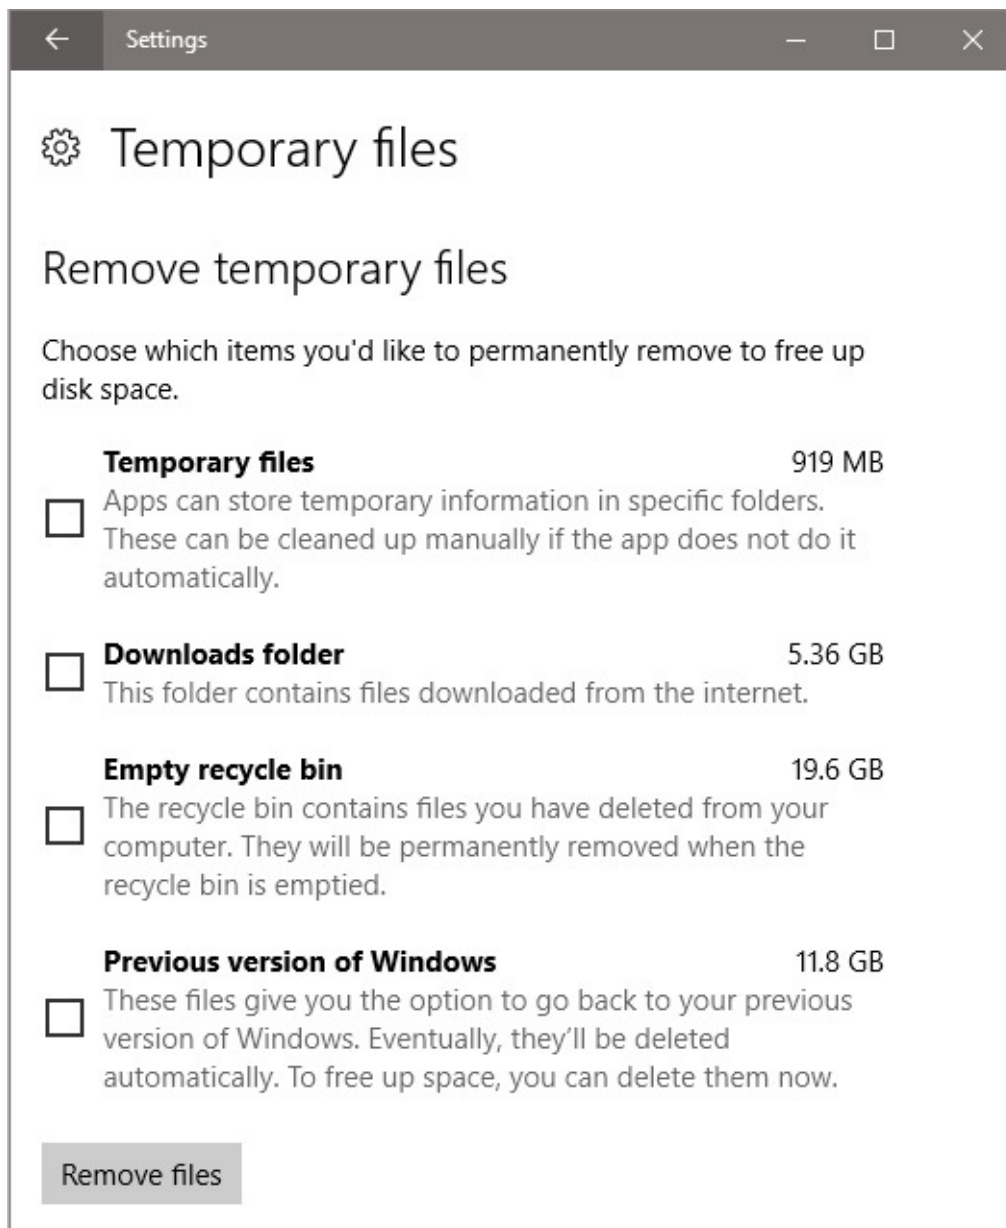 Settings
Temporary files
Remove temporary files
Choose which items you'd like to permanently remove to free up
disk space.
Temporary files 919 MB
Apps can store temporary information in specific folders.
These can be cleaned up manually if the app does not do it
automatically.
Downloads folder 5.36 GB
This folder contains files downloaded from the internet.
Empty recycle bin 19.6 GB
The recycle bin contains files you have deleted from your
computer. They will be permanently removed when the
recycle bin is emptied.
Previous version of Windows 11.8 GB
These files give you the option to go back to your previous
version of Windows. Eventually, they’ll be deleted
automatically. To free up space, you can delete them now.
Remove files